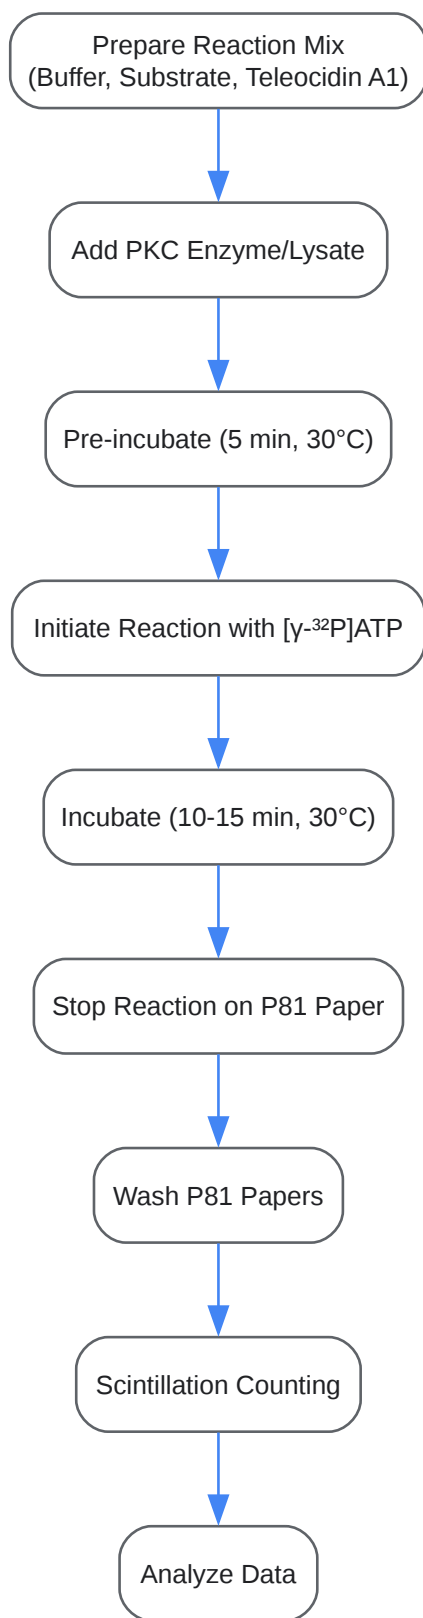 Prepare Reaction Mix
(Buffer, Substrate, Teleocidin A1)
Add PKC Enzyme/Lysate
Pre-incubate (5 min, 30°C)
Initiate Reaction with [γ-³²P]ATP
Incubate (10-15 min, 30°C)
Stop Reaction on P81 Paper
Wash P81 Papers
Scintillation Counting
Analyze Data